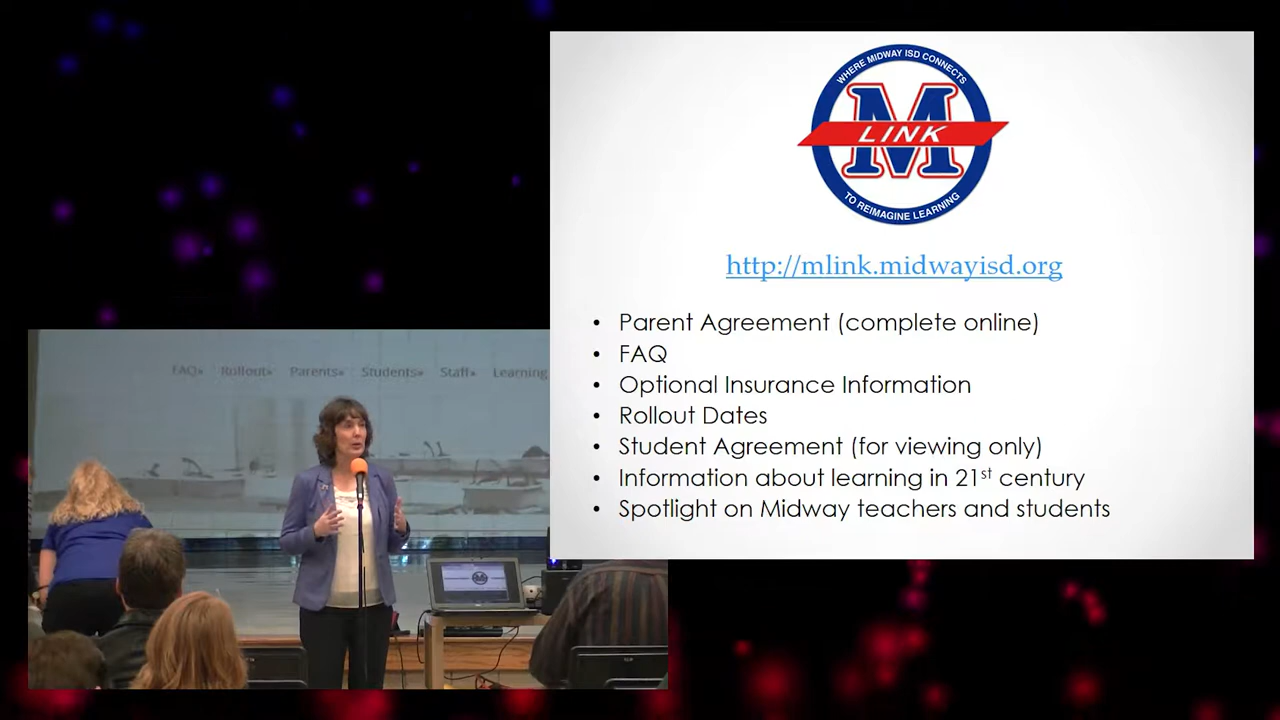 WHERE MIDWAY ISD CONNECTS
M
LINK
TO REIMAGINE LEARNING
http://mlink.midwayisd.org
• Parent Agreement (complete online)
• FAQ
• Optional Insurance Information
• Rollout Dates
• Student Agreement (for viewing only)
• Information about learning in 21st century
• Spotlight on Midway teachers and students
FAQ» Rollout» Parents» Students» Staff» Learning
M